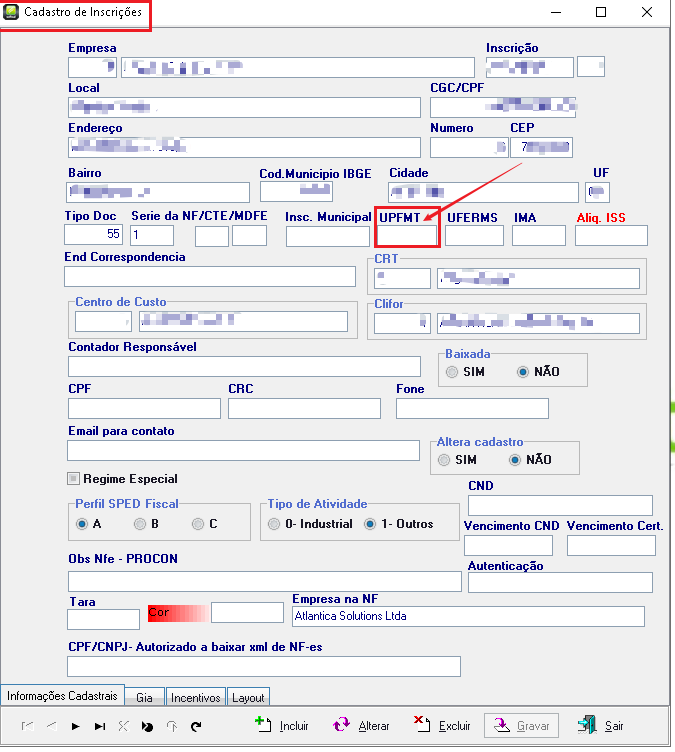 Cadastro de Inscrições
Empresa Inscrição
Local CGC/CPF
Endereço Numero CEP
Bairro Cod.Municipio IBGE Cidade UF
Tipo Doc Serie da NF/CTE/MDFE Insc. Municipal UPFMT UFERMS IMA Aliq. ISS
55 1
End Correspondencia CRT
Centro de Custo Clifor
Contador Responsável Baixada
SIM NÃO
CPF CRC Fone
Email para contato Altera cadastro
SIM NÃO
Regime Especial CND
Perfil SPED Fiscal Tipo de Atividade
A B C 0- Industrial 1- Outros
Vencimento CND Vencimento Cert.
Obs Nfe - PROCON Autenticação
Tara Cor Empresa na NF
Atlantica Solutions Ltda
CPF/CNPJ- Autorizado a baixar xml de NF-es
Informações Cadastrais Gia Incentivos Layout
Incluir Alterar Excluir Gravar Sair